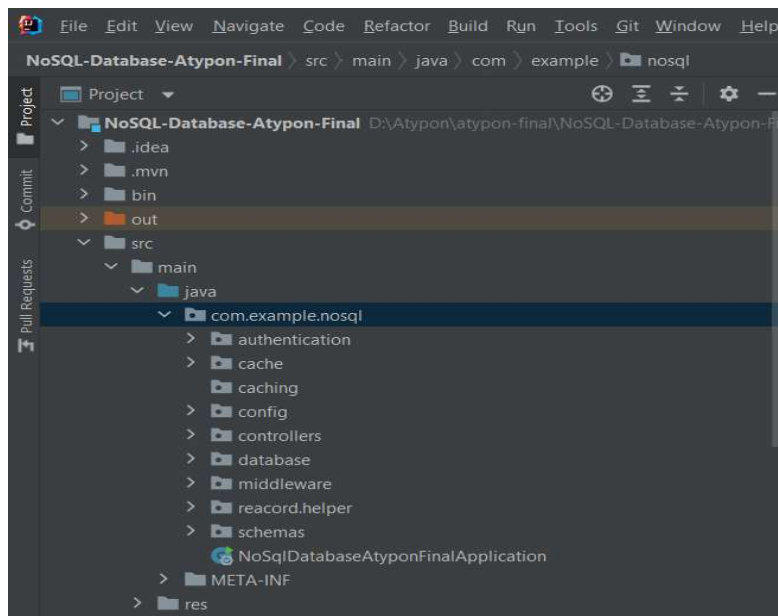 File Edit View Navigate Code Refactor Build Run Tools Git Window Help
NoSQL-Database-Atypon-Final src main java com example nosql
Project
Project
NoSQL-Database-Atypon-Final D:\Atypon\atypon-final\NoSQL-Database-Atypon-Fi
.idea
.mvn
bin
Commit
out
src
main
Pull Requests
java
com.example.nosql
authentication
cache
caching
config
controllers
database
middleware
reacord.helper
schemas
NoSqlDatabaseAtyponFinalApplication
META-INF
res